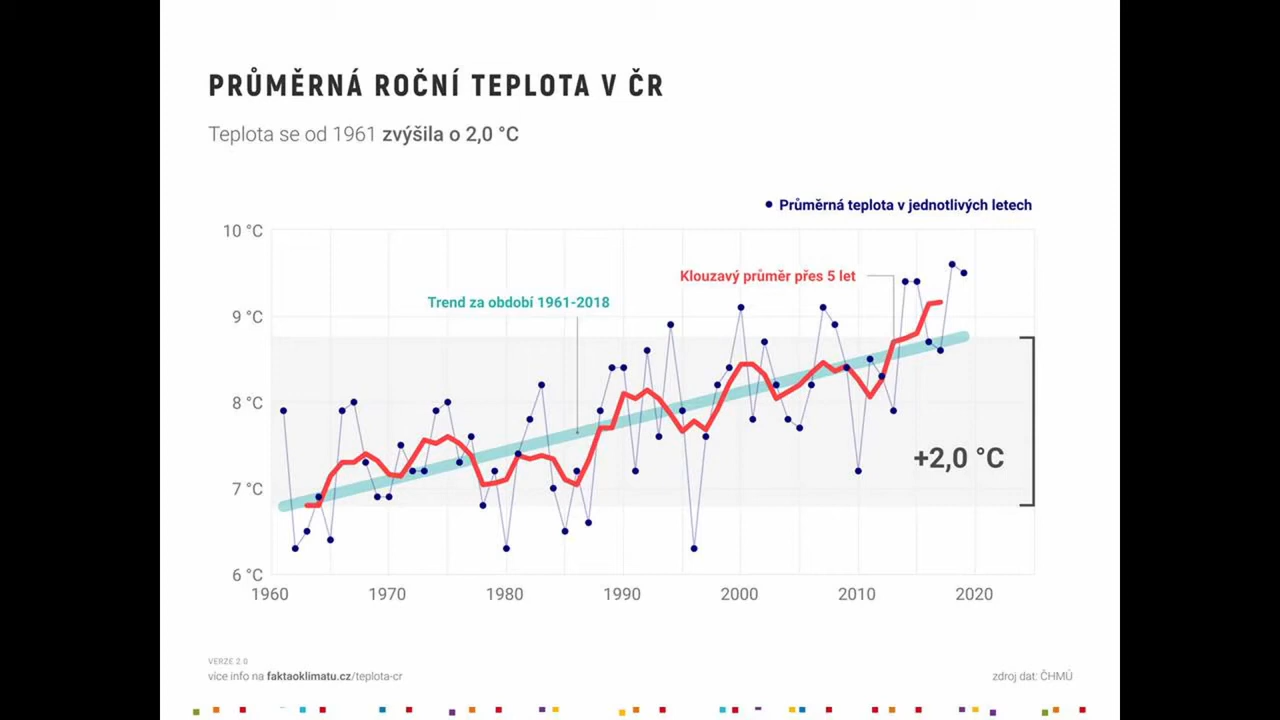 PRŮMĚRNÁ ROČNÍ TEPLOTA V ČR
Teplota se od 1961 zvýšila o 2,0 °C
Průměrná teplota v jednotlivých letech
10 °C
Klouzavý průměr přes 5 let
Trend za období 1961-2018
9 °C
8 °C
+2,0 °C
7 °C
6 °C
1960 1970 1980 1990 2000 2010 2020
VERZE 2.0
více info na faktaoklimatu.cz/teplota-cr
zdroj dat: ČHMÚ